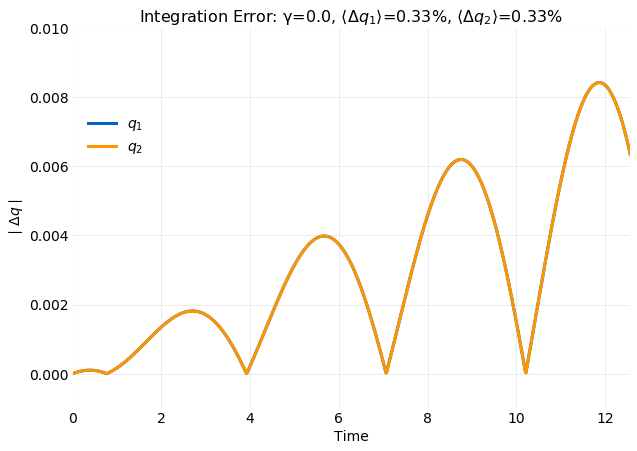 Integration Error: γ=0.0, ⟨Δq₁⟩=0.33%, ⟨Δq₂⟩=0.33%
0.010
0.008
q₁
q₂
0.006
| Δq |
0.004
0.002
0.000
0 2 4 6 8 10 12
Time